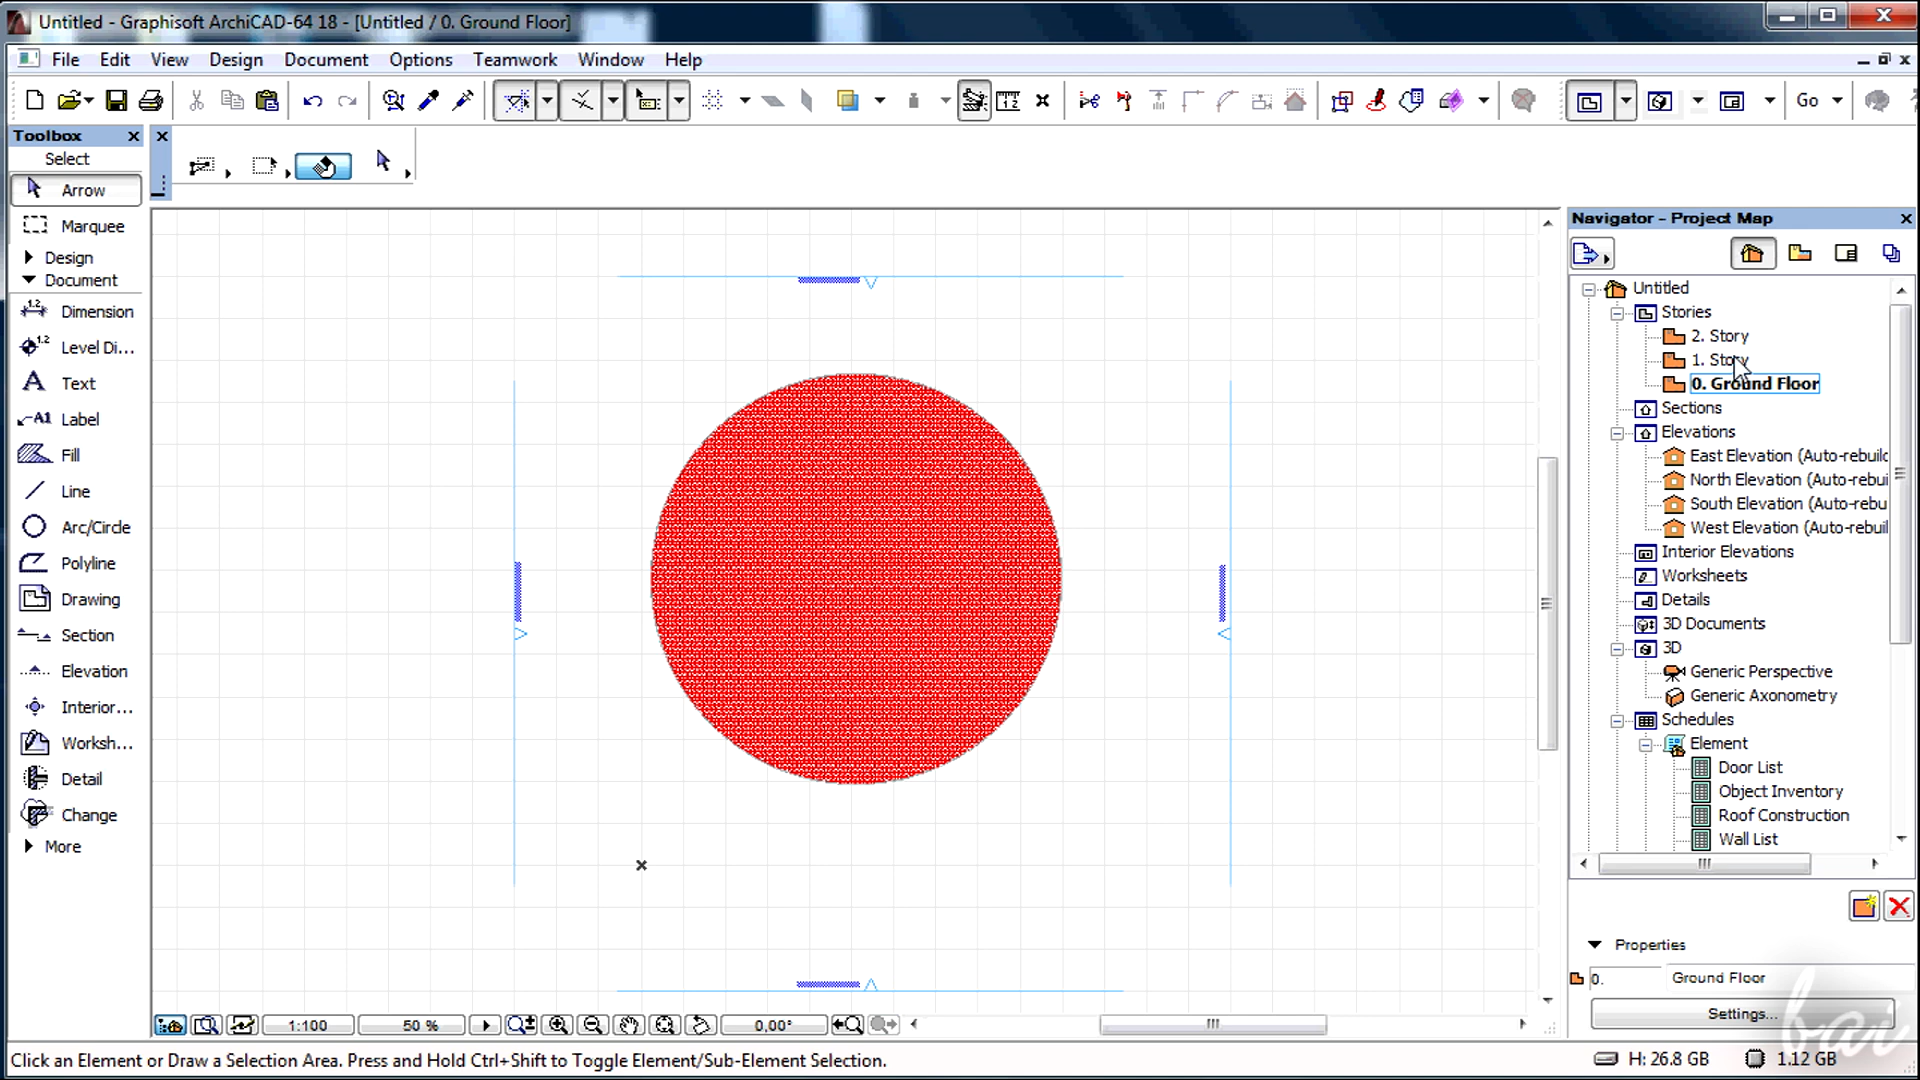 Untitled - Graphisoft ArchiCAD-64 18 - [Untitled / 0. Ground Floor]
File Edit View Design Document Options Teamwork Window Help
Go
Toolbox
Select
Arrow
Marquee
Design
Document
1.2 Dimension
1.2 Level Di...
A Text
A1 Label
Fill
Line
Arc/Circle
Polyline
Drawing
Section
Elevation
Interior...
Worksh...
Detail
Change
More
Navigator - Project Map
Untitled
Stories
2. Story
1. Story
0. Ground Floor
Sections
Elevations
East Elevation (Auto-rebuild
North Elevation (Auto-rebui
South Elevation (Auto-rebu
West Elevation (Auto-rebuil
Interior Elevations
Worksheets
Details
3D Documents
3D
Generic Perspective
Generic Axonometry
Schedules
Element
Door List
Object Inventory
Roof Construction
Wall List
Properties
0. Ground Floor
Settings...
1:100 50 % 0,00°
Click an Element or Draw a Selection Area. Press and Hold Ctrl+Shift to Toggle Element/Sub-Element Selection.
H: 26.8 GB 1.12 GB
bai